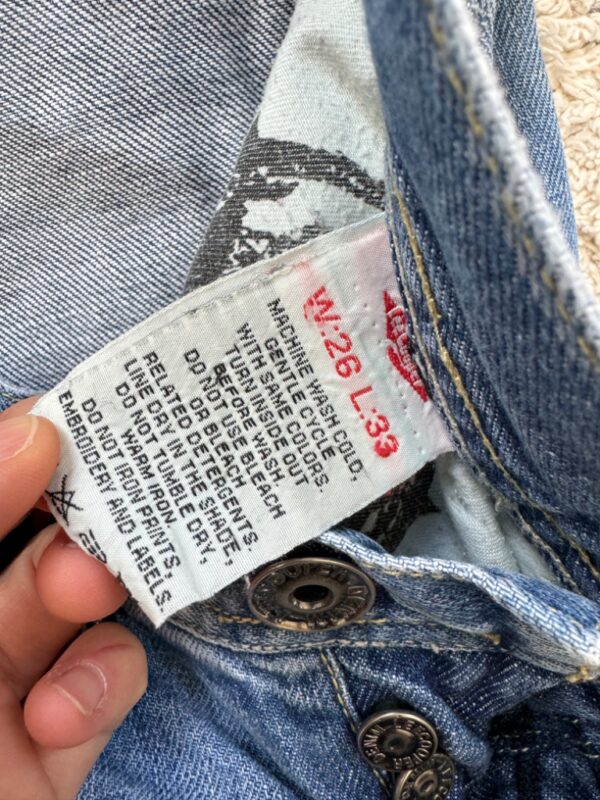 W:26 L:33
MACHINE WASH COLD,
GENTLE CYCLE
WITH SAME COLORS.
TURN INSIDE OUT
BEFORE WASH.
DO NOT USE BLEACH
OR BLEACH
RELATED DETERGENTS.
LINE DRY IN THE SHADE,
DO NOT TUMBLE DRY,
WARM IRON.
DO NOT IRON PRINTS,
EMBROIDERY AND LABELS.